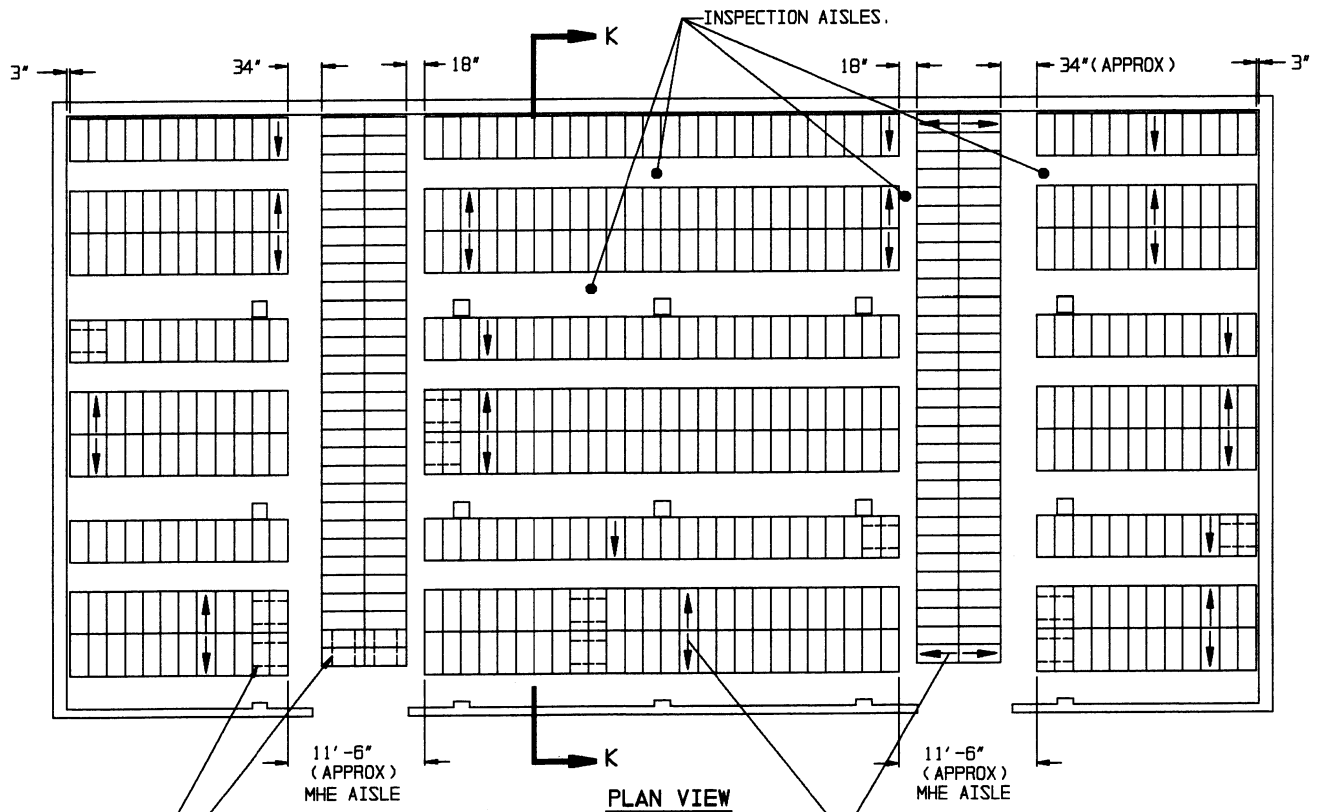 INSPECTION AISLES.
K
3"
34"
18"
18"
34"(APPROX)
3"
11'-6"
(APPROX)
MHE AISLE
K
PLAN VIEW
11'-6"
(APPROX)
MHE AISLE